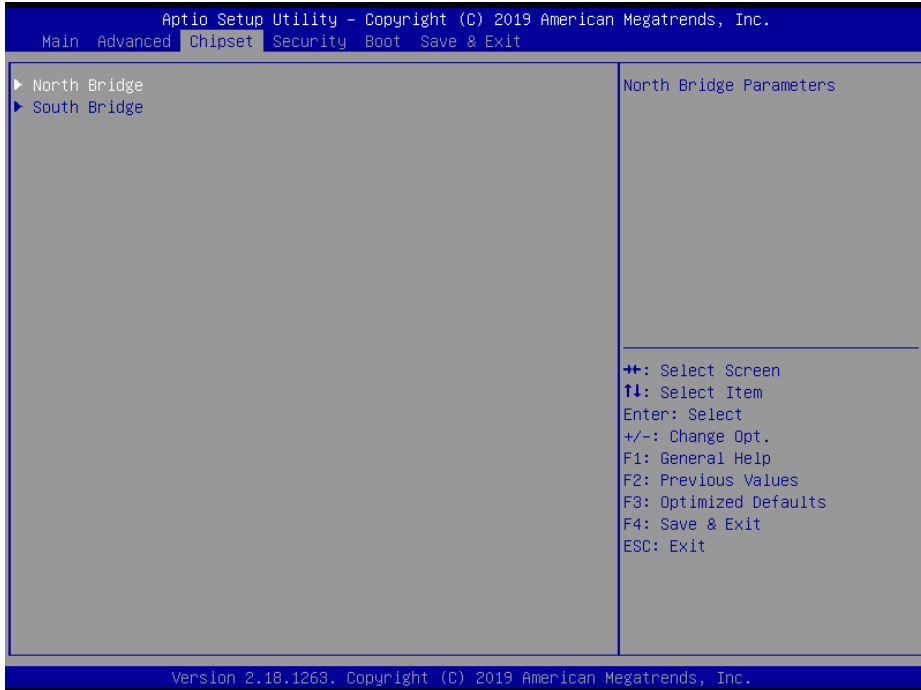 Aptio Setup Utility – Copyright (C) 2019 American Megatrends, Inc.
Main Advanced Chipset Security Boot Save & Exit
▶ North Bridge
▶ South Bridge
North Bridge Parameters
→←: Select Screen
↑↓: Select Item
Enter: Select
+/-: Change Opt.
F1: General Help
F2: Previous Values
F3: Optimized Defaults
F4: Save & Exit
ESC: Exit
Version 2.18.1263. Copyright (C) 2019 American Megatrends, Inc.